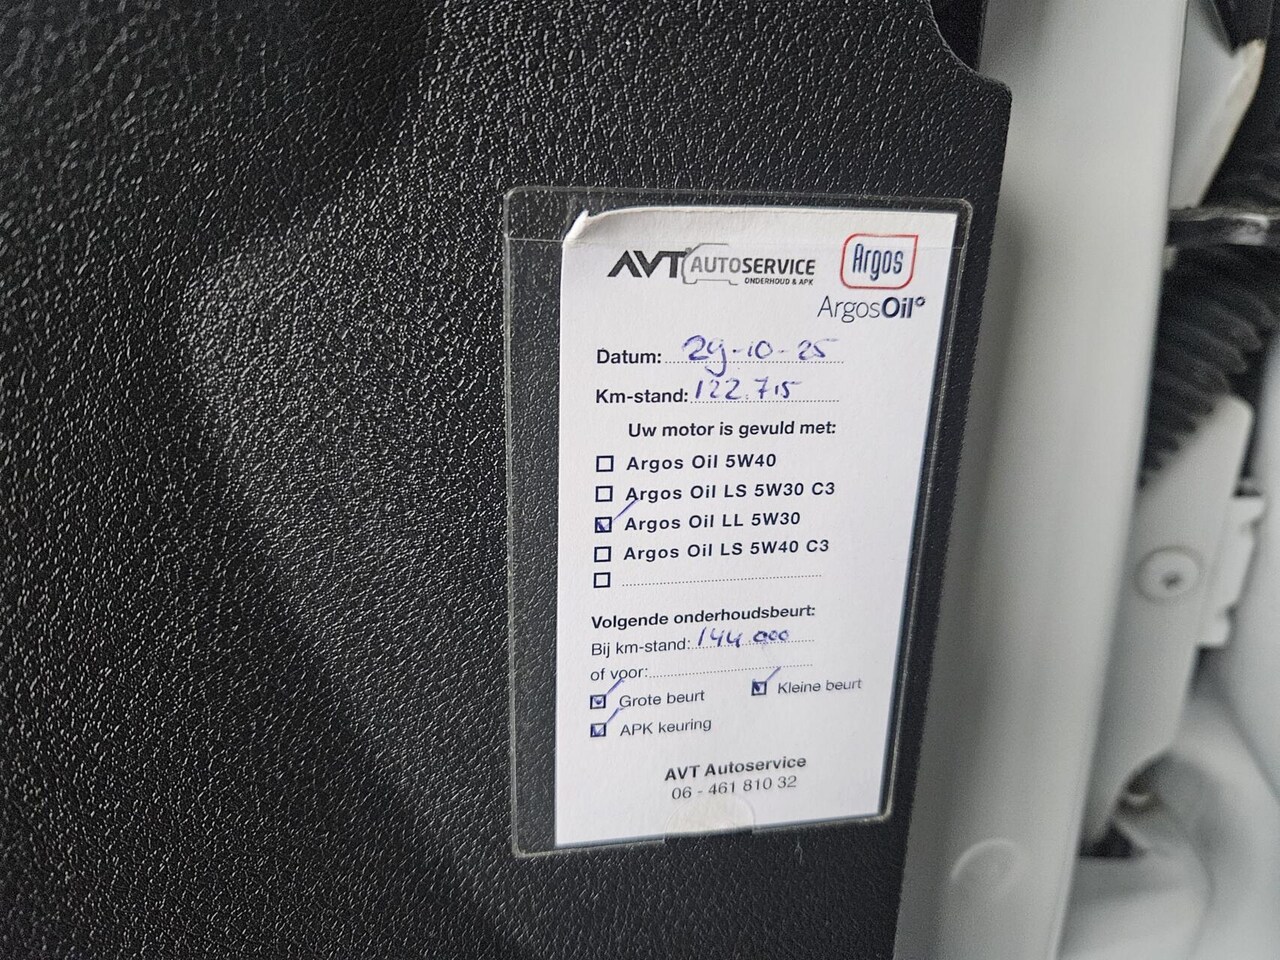 AVT AUTOSERVICE
ONDERHOUD & APK
Argos
ArgosOil
Datum: 29-10-25
Km-stand: 122.715
Uw motor is gevuld met:
Argos Oil 5W40
Argos Oil LS 5W30 C3
Argos Oil LL 5W30
Argos Oil LS 5W40 C3
Volgende onderhoudsbeurt:
Bij km-stand: 144.000
of voor:
Grote beurt Kleine beurt
APK keuring
AVT Autoservice
06 - 461 810 32